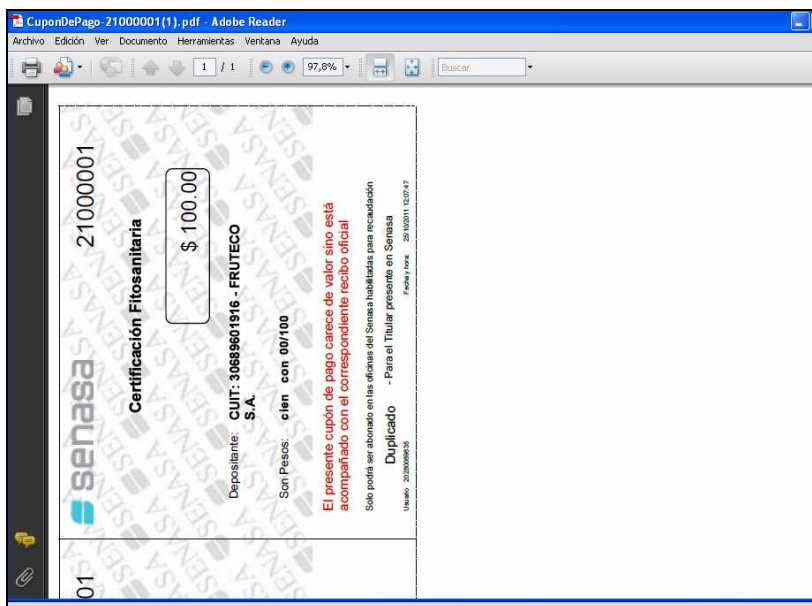 CuponDePago-21000001(1).pdf - Adobe Reader
Archivo Edición Ver Documento Herramientas Ventana Ayuda
1 / 1 97,8% Buscar
senasa 21000001
Certificación Fitosanitaria
$ 100.00
Depositante: CUIT: 30689601916 - FRUTECO
S.A.
Son Pesos: cien con 00/100
El presente cupón de pago carece de valor sino está
acompañado con el correspondiente recibo oficial
Solo podrá ser abonado en las oficinas del Senasa habilitadas para recaudación
Duplicado - Para el Titular presente en Senasa
Fecha y hora: 25/10/2011 12:07:47
01
SENASA